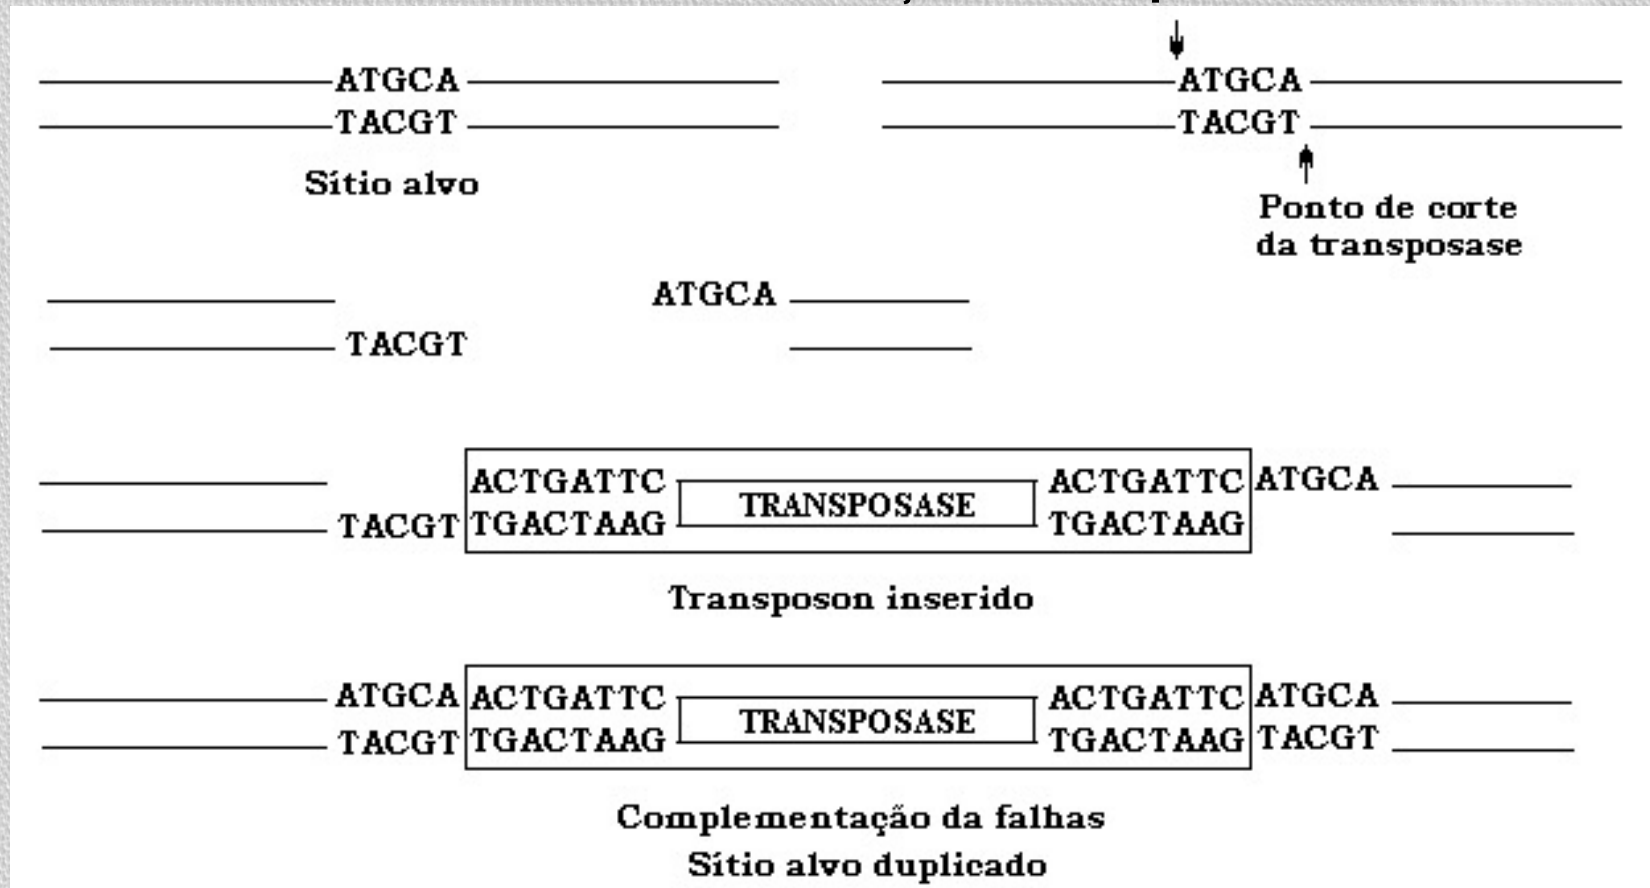 ATGCA
TACGT
Sítio alvo
ATGCA
TACGT
Ponto de corte
da transposase
ATGCA
TACGT
ACTGATTC ACTGATTC ATGCA
TRANSPOSASE
TACGT TGACTAAG TGACTAAG
Transposon inserido
ATGCA ACTGATTC ACTGATTC ATGCA
TRANSPOSASE
TACGT TGACTAAG TGACTAAG TACGT
Complementação da falhas
Sítio alvo duplicado